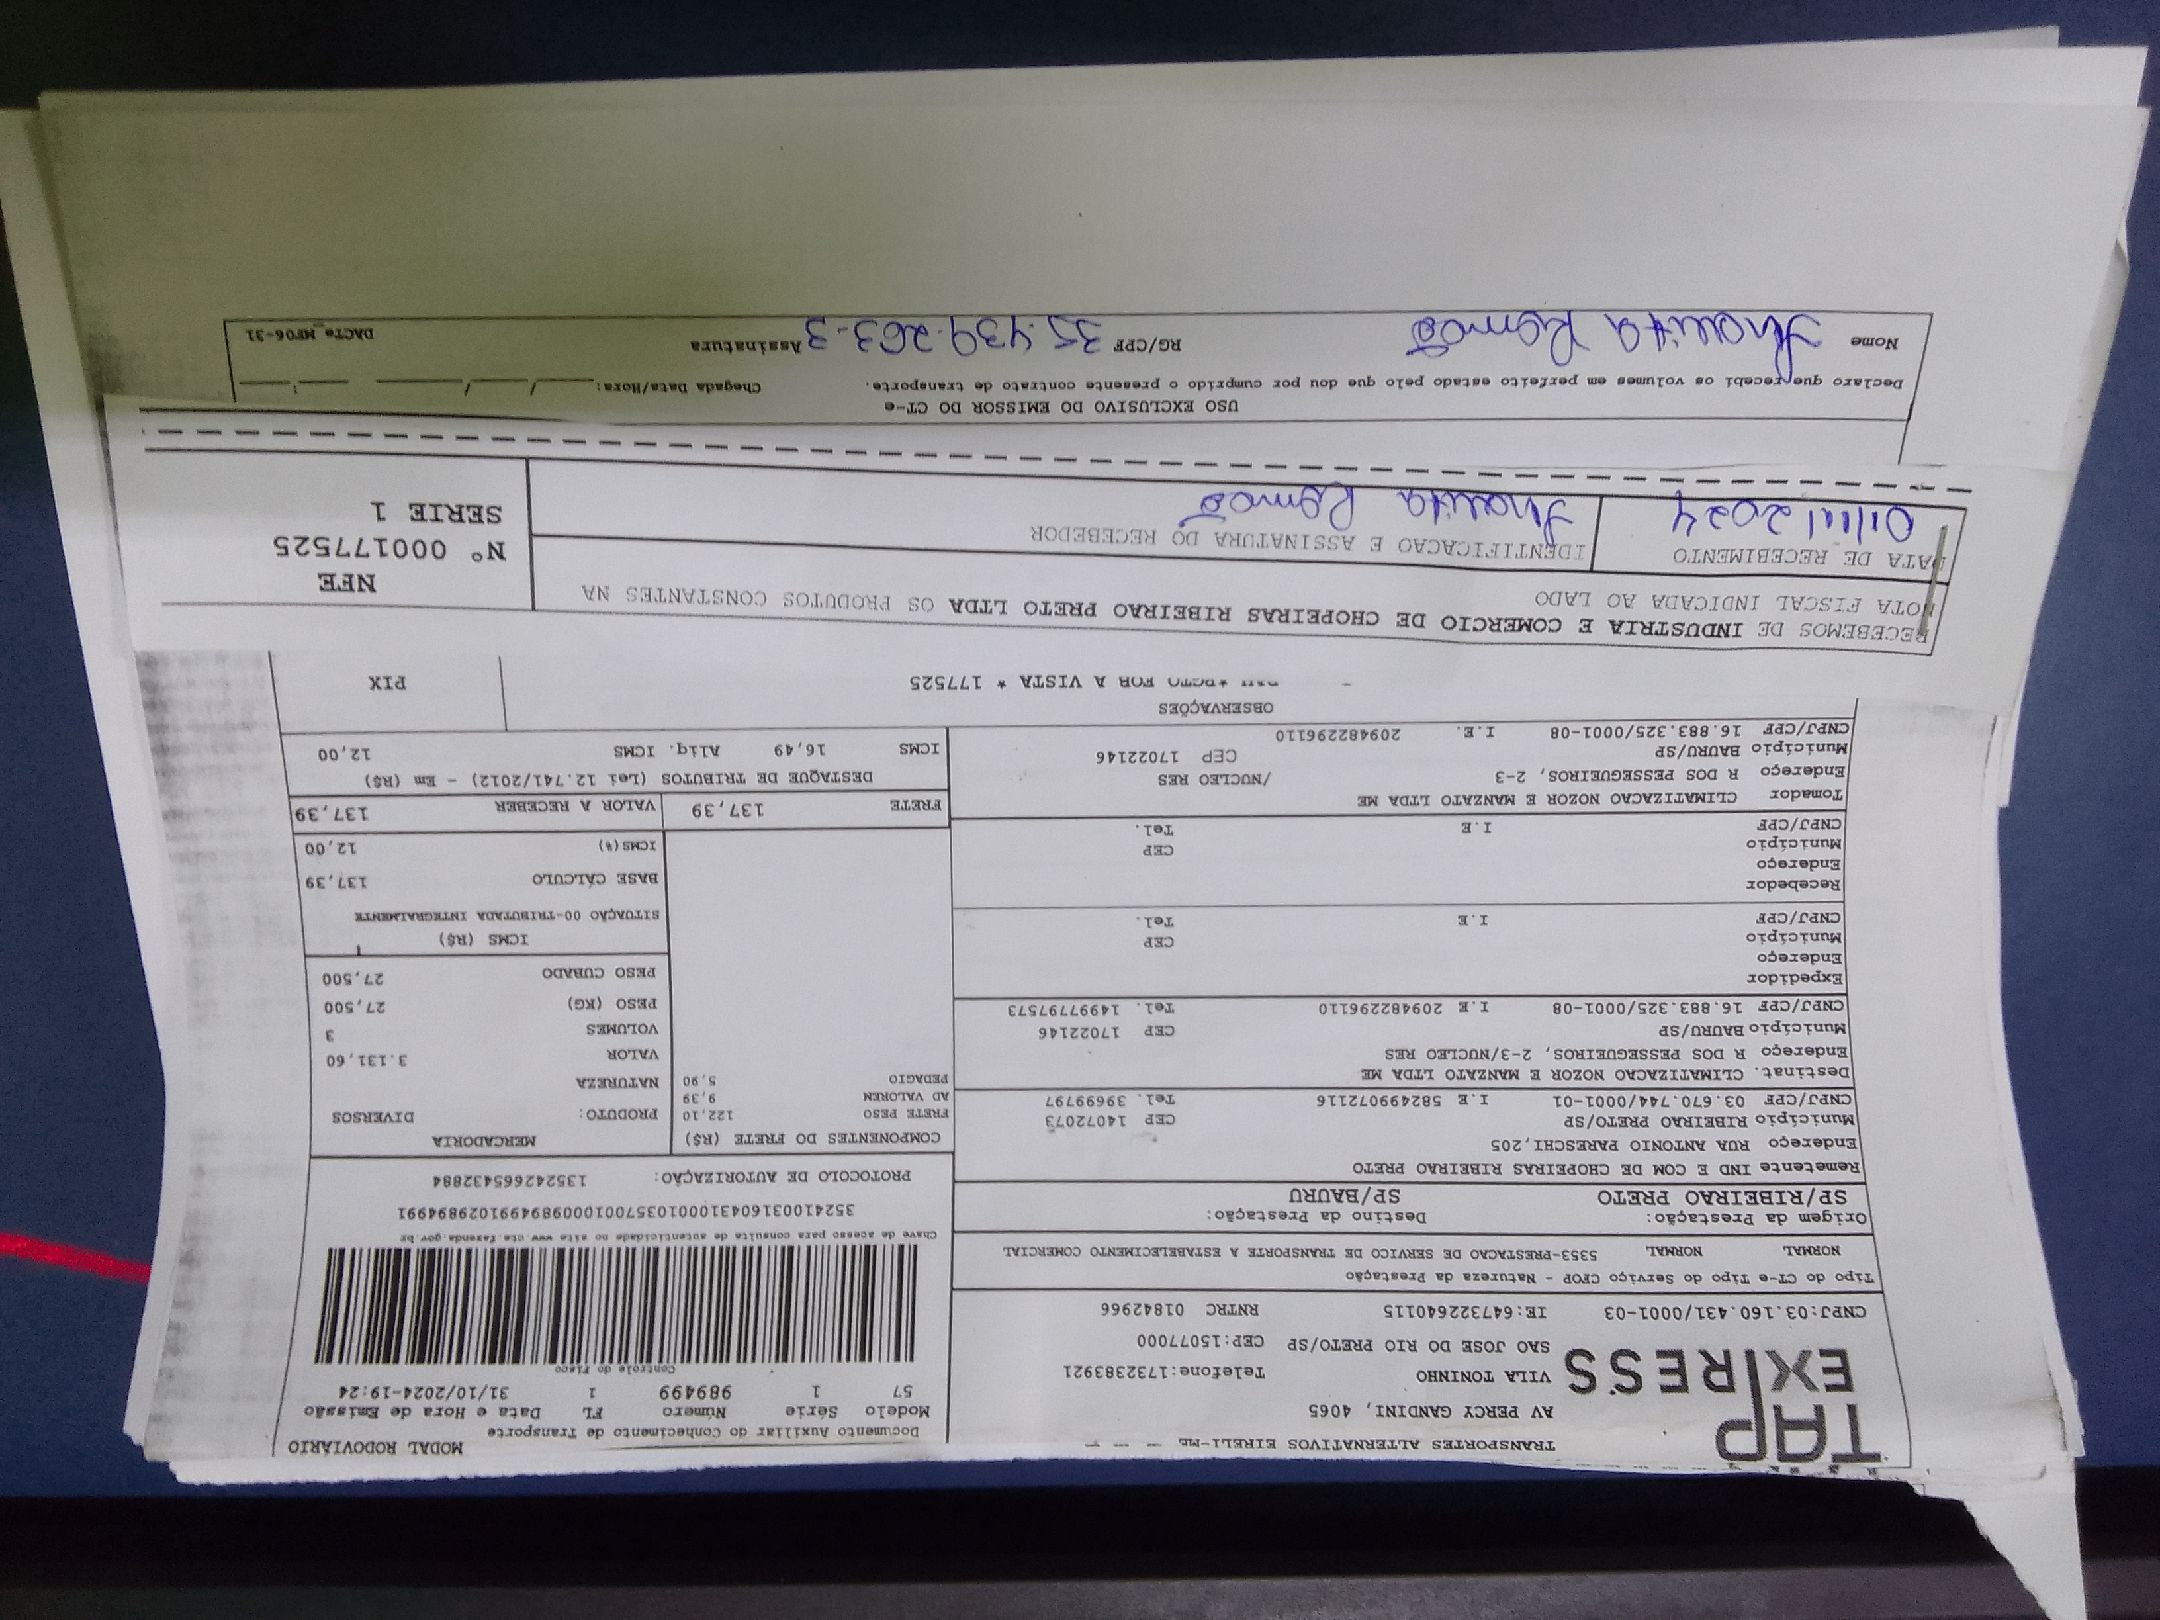 TAP
EXPRESS
TRANSPORTES ALTERNATIVOS EIRELI-ME
AV PERCY GANDINI, 4065
VILA TONINHO Telefone:1732383921
SAO JOSE DO RIO PRETO/SP CEP:15077000
CNPJ:03.160.431/0001-03 IE:647322640115 RNTRC 01842966
Tipo do CT-e Tipo do Serviço CFOP - Natureza da Prestação
NORMAL NORMAL 5353-PRESTACAO DE SERVICO DE TRANSPORTE A ESTABELECIMENTO COMERCIAL
Origem da Prestação: Destino da Prestação:
SP/RIBEIRAO PRETO SP/BAURU
Remetente IND E COM DE CHOPEIRAS RIBEIRAO PRETO
Endereço RUA ANTONIO PARESCHI,205
Município RIBEIRAO PRETO/SP CEP 14072073
CNPJ/CPF 03.670.744/0001-01 I.E 582499072116 Tel. 39699797
Destinat. CLIMATIZACAO NOZOR E MANZATO LTDA ME
Endereço R DOS PESSEGUEIROS, 2-3/NUCLEO RES
Município BAURU/SP CEP 17022146
CNPJ/CPF 16.883.325/0001-08 I.E 209482296110 Tel. 14997797573
Expedidor
Endereço
Município CEP
CNPJ/CPF I.E Tel.
Recebedor
Endereço
Município CEP
CNPJ/CPF I.E Tel.
Tomador CLIMATIZACAO NOZOR E MANZATO LTDA ME
Endereço R DOS PESSEGUEIROS, 2-3 /NUCLEO RES
Município BAURU/SP CEP 17022146
CNPJ/CPF 16.883.325/0001-08 I.E. 209482296110
Documento Auxiliar do Conhecimento de Transporte MODAL RODOVIÁRIO
Modelo Série Número FL Data e Hora de Emissão
57 1 989499 1 31/10/2024-19:24
Controle do Fisco
Chave de acesso para consulta de autenticidade no site www.cte.fazenda.gov.br
35241003160431000103570010009894991029894991
PROTOCOLO DE AUTORIZAÇÃO: 135242665432884
COMPONENTES DO FRETE (R$)
FRETE PESO 122,10
AD VALOREM 9,39
PEDAGIO 5,90
MERCADORIA
PRODUTO: DIVERSOS
NATUREZA
VALOR 3.131,60
VOLUMES 3
PESO (KG) 27,500
PESO CUBADO 27,500
ICMS (R$)
SITUAÇÃO 00-TRIBUTADA INTEGRALMENTE
BASE CÁLCULO 137,39
ICMS(%) 12,00
FRETE 137,39 VALOR A RECEBER 137,39
DESTAQUE DE TRIBUTOS (Lei 12.741/2012) - Em (R$)
ICMS 16,49 Aliq. ICMS 12,00
OBSERVAÇÕES
FOR A VISTA * 177525 PIX
RECEBEMOS DE INDUSTRIA E COMERCIO DE CHOPEIRAS RIBEIRAO PRETO LTDA OS PRODUTOS CONSTANTES NA
NOTA FISCAL INDICADA AO LADO
NFE
Nº 000177525
SERIE 1
DATA DE RECEBIMENTO IDENTIFICACAO E ASSINATURA DO RECEBEDOR
01/11/2024 Thalita Ramos
USO EXCLUSIVO DO EMISSOR DO CT-e
Declaro que recebi os volumes em perfeito estado pelo que dou por cumprido o presente contrato de transporte. Chegada Data/Hora: ____/____/____ ____:____
Nome Thalita Ramos RG/CPF 35.439.263-3 Assinatura DACTe MF06-31